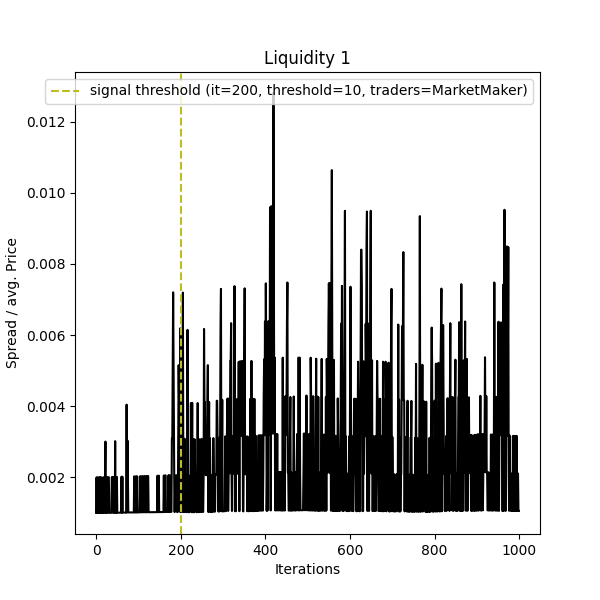 Liquidity 1
signal threshold (it=200, threshold=10, traders=MarketMaker)
0.012
0.010
0.008
0.006
0.004
0.002
Spread / avg. Price
0 200 400 600 800 1000
Iterations